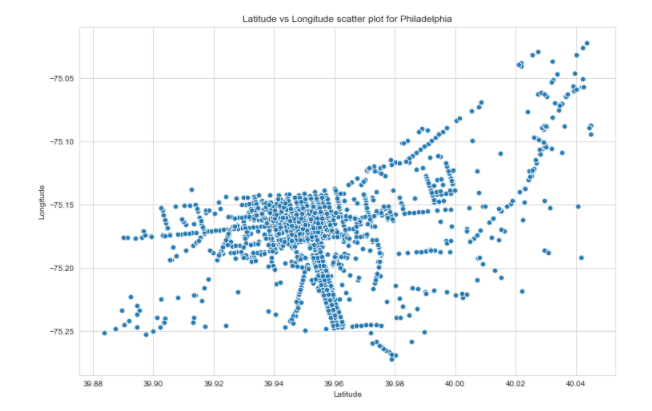 Latitude vs Longitude scatter plot for Philadelphia
−75.05
−75.10
−75.15
−75.20
−75.25
Longitude
39.88 39.90 39.92 39.94 39.96 39.98 40.00 40.02 40.04
Latitude